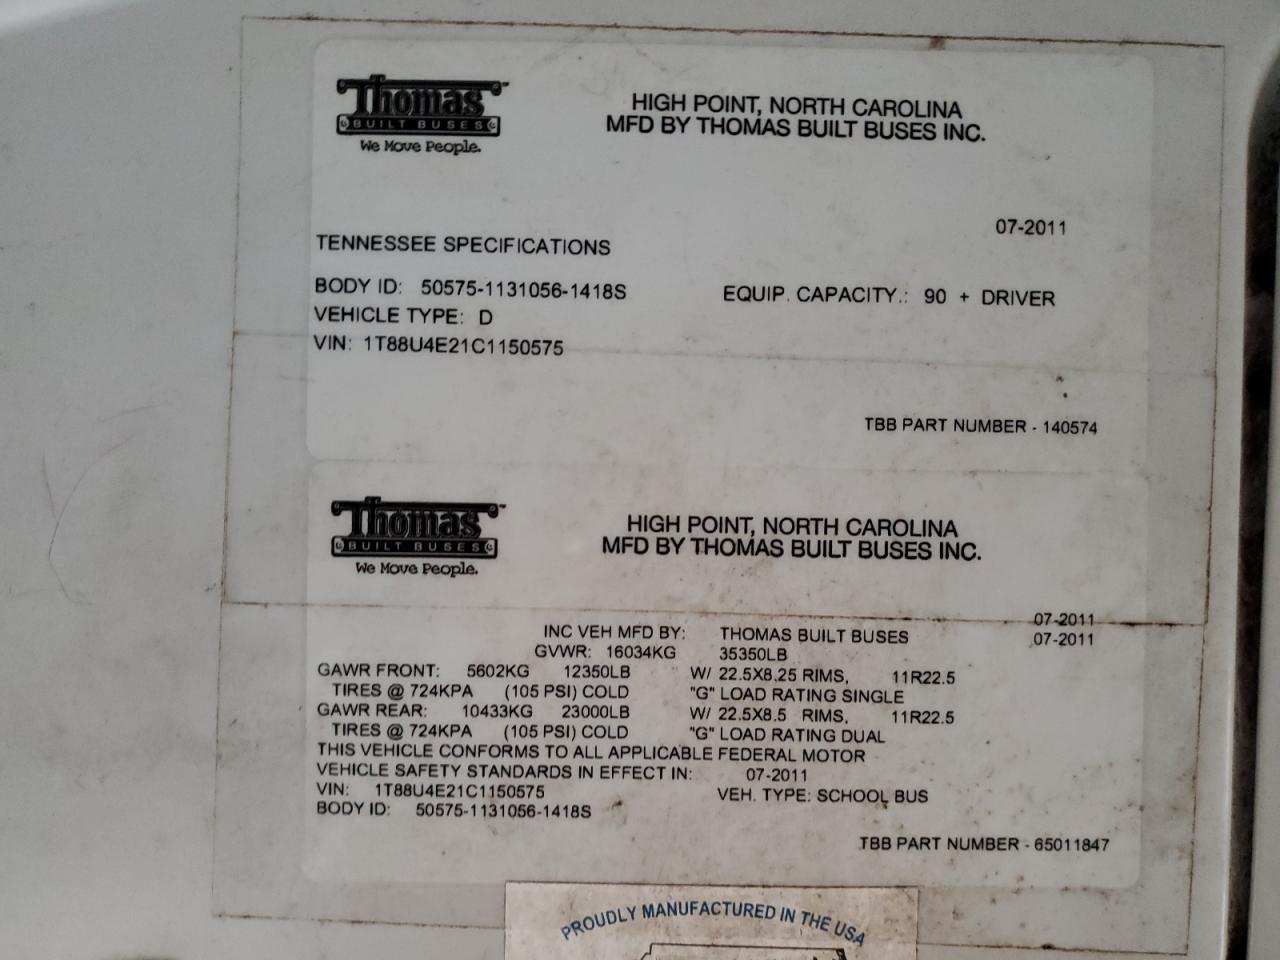 Thomas
BUILT BUSES
We Move People.
HIGH POINT, NORTH CAROLINA
MFD BY THOMAS BUILT BUSES INC.
07-2011
TENNESSEE SPECIFICATIONS
BODY ID: 50575-1131056-1418S EQUIP. CAPACITY.: 90 + DRIVER
VEHICLE TYPE: D
VIN: 1T88U4E21C1150575
TBB PART NUMBER - 140574
Thomas
BUILT BUSES
We Move People.
HIGH POINT, NORTH CAROLINA
MFD BY THOMAS BUILT BUSES INC.
07-2011
INC VEH MFD BY: THOMAS BUILT BUSES 07-2011
GVWR: 16034KG 35350LB
GAWR FRONT: 5602KG 12350LB W/ 22.5X8.25 RIMS, 11R22.5
TIRES @ 724KPA (105 PSI) COLD "G" LOAD RATING SINGLE
GAWR REAR: 10433KG 23000LB W/ 22.5X8.5 RIMS, 11R22.5
TIRES @ 724KPA (105 PSI) COLD "G" LOAD RATING DUAL
THIS VEHICLE CONFORMS TO ALL APPLICABLE FEDERAL MOTOR
VEHICLE SAFETY STANDARDS IN EFFECT IN: 07-2011
VIN: 1T88U4E21C1150575 VEH. TYPE: SCHOOL BUS
BODY ID: 50575-1131056-1418S
TBB PART NUMBER - 65011847
PROUDLY MANUFACTURED IN THE USA